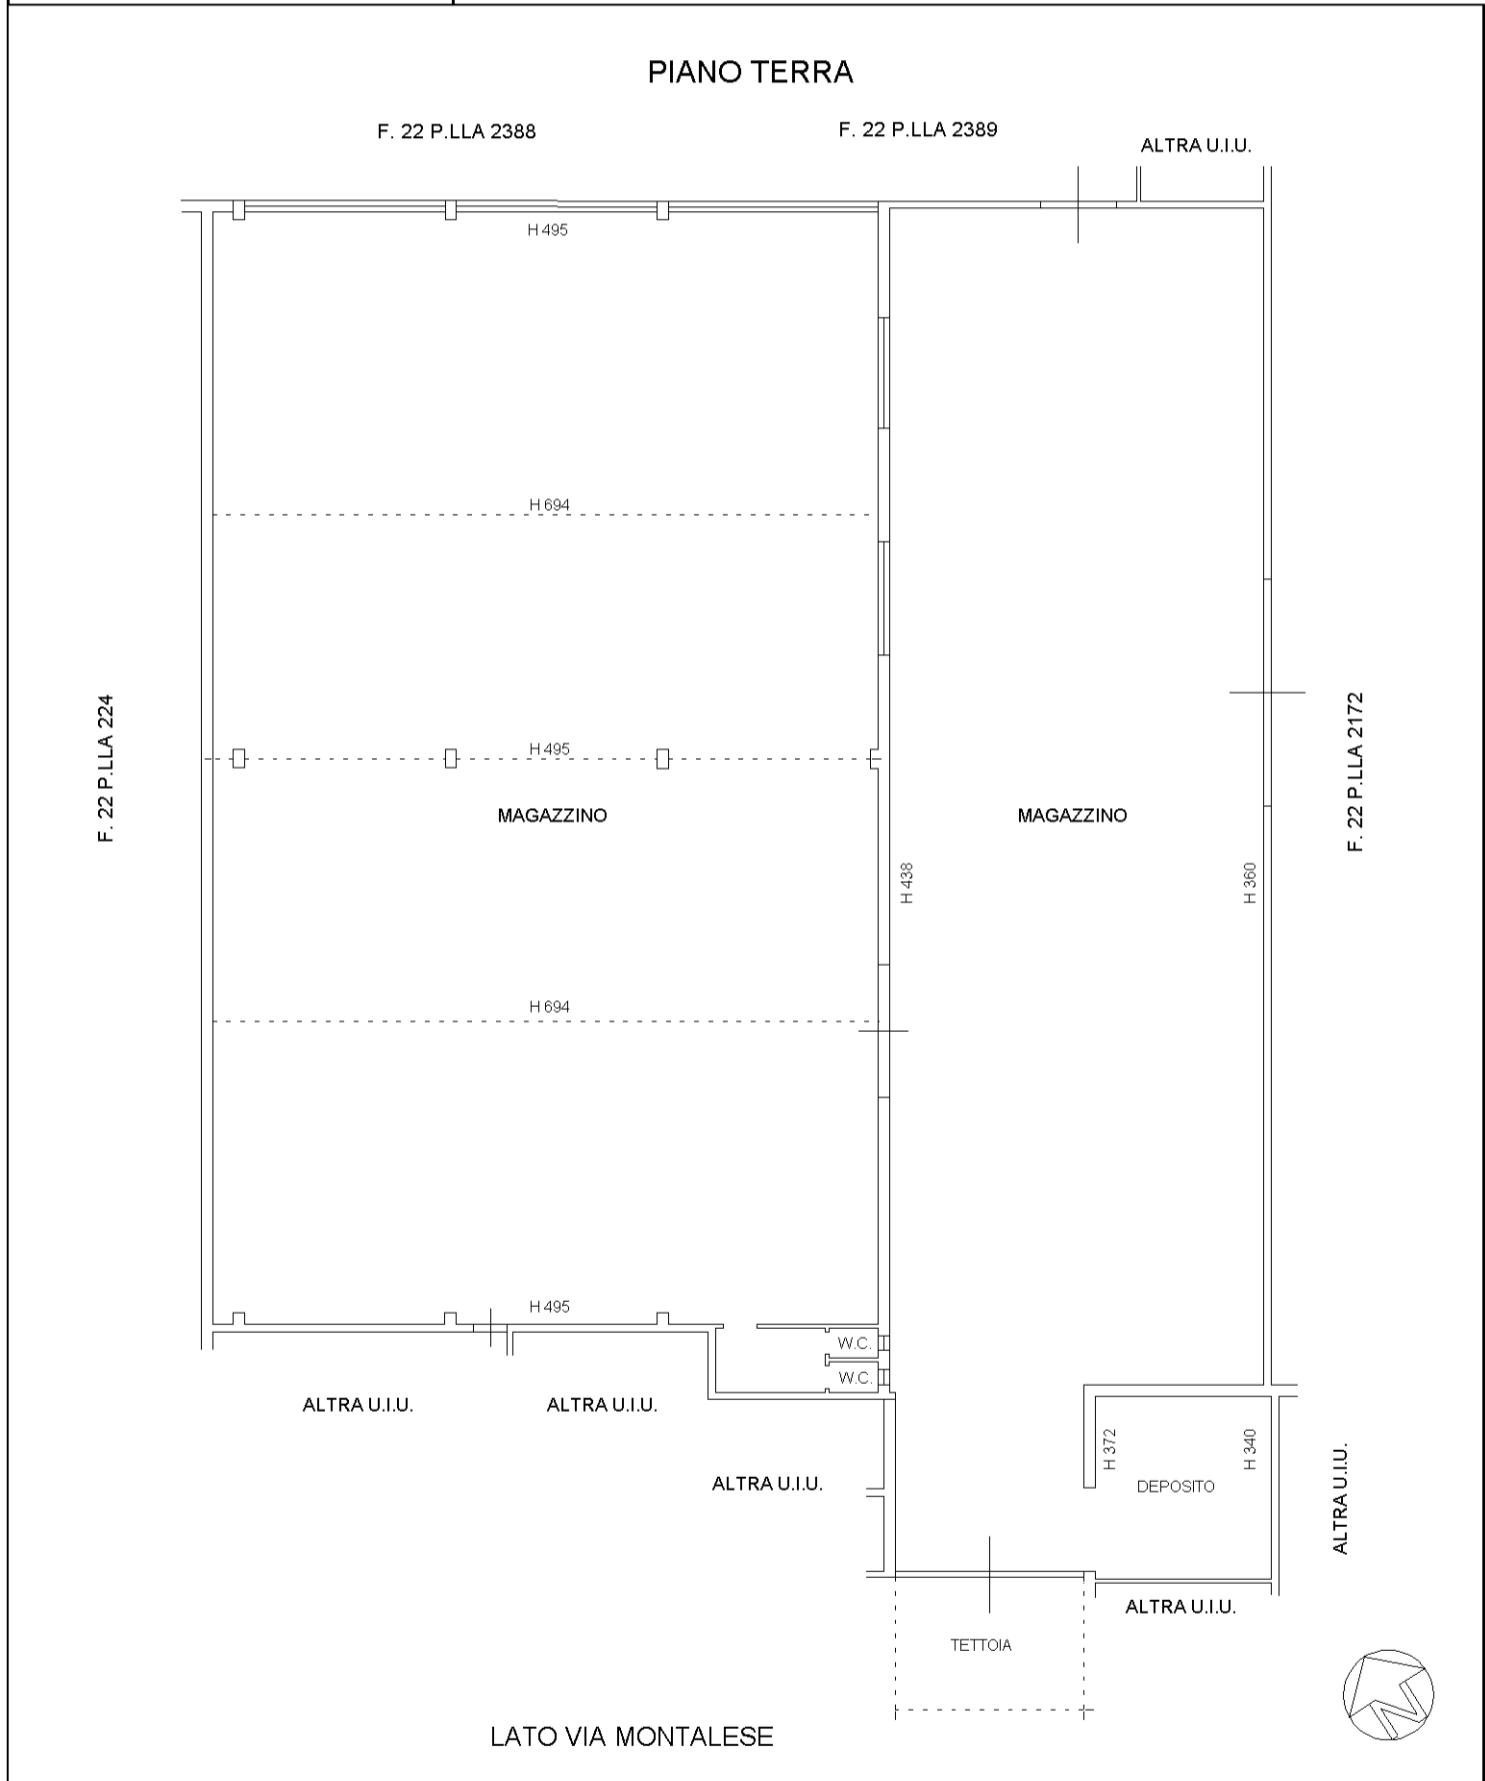 PIANO TERRA
F. 22 P.LLA 2388
F. 22 P.LLA 2389
ALTRA U.I.U.
H 495
H 694
F. 22 P.LLA 224
F. 22 P.LLA 2172
H 495
MAGAZZINO
MAGAZZINO
H 438
H 360
H 694
H 495
W.C.
W.C.
ALTRA U.I.U.
ALTRA U.I.U.
H 372
H 340
ALTRA U.I.U.
DEPOSITO
ALTRA U.I.U.
ALTRA U.I.U.
TETTOIA
N
LATO VIA MONTALESE